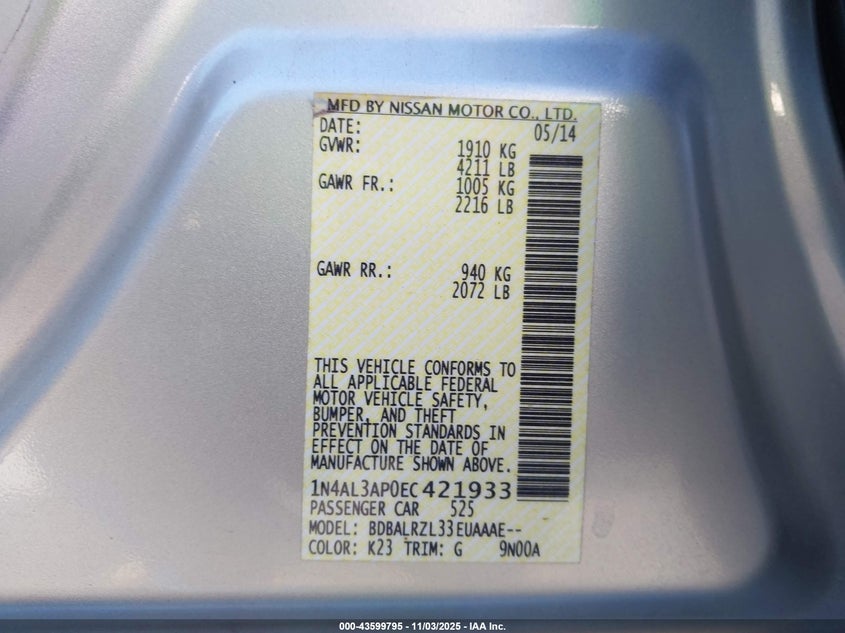 MFD BY NISSAN MOTOR CO., LTD.
DATE: 05/14
GVWR: 1910 KG
4211 LB
GAWR FR.: 1005 KG
2216 LB
GAWR RR.: 940 KG
2072 LB
THIS VEHICLE CONFORMS TO
ALL APPLICABLE FEDERAL
MOTOR VEHICLE SAFETY,
BUMPER, AND THEFT
PREVENTION STANDARDS IN
EFFECT ON THE DATE OF
MANUFACTURE SHOWN ABOVE.
1N4AL3AP0EC421933
PASSENGER CAR 525
MODEL: BDBALRZL33EUAAAE--
COLOR: K23 TRIM: G 9N00A
000-43599795 - 11/03/2025 - IAA Inc.